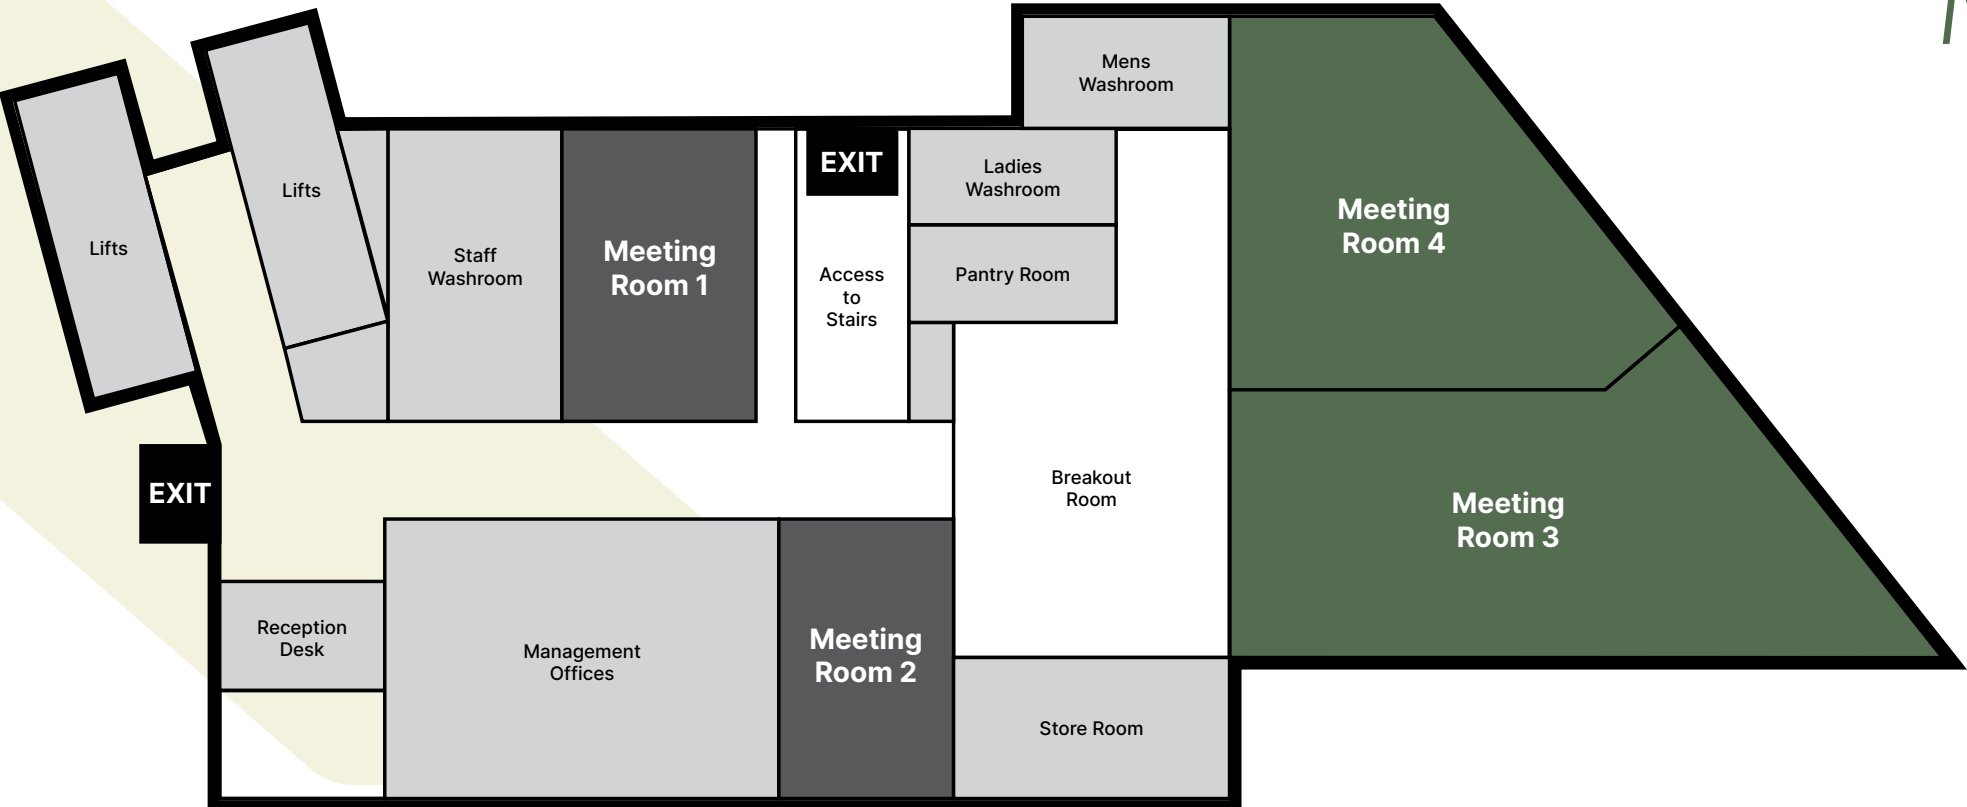 Mens
Washroom
EXIT
Ladies
Washroom
Lifts
Lifts
Staff
Washroom
Meeting
Room 1
Access
to
Stairs
Pantry Room
Meeting
Room 4
EXIT
Breakout
Room
Meeting
Room 3
Reception
Desk
Management
Offices
Meeting
Room 2
Store Room